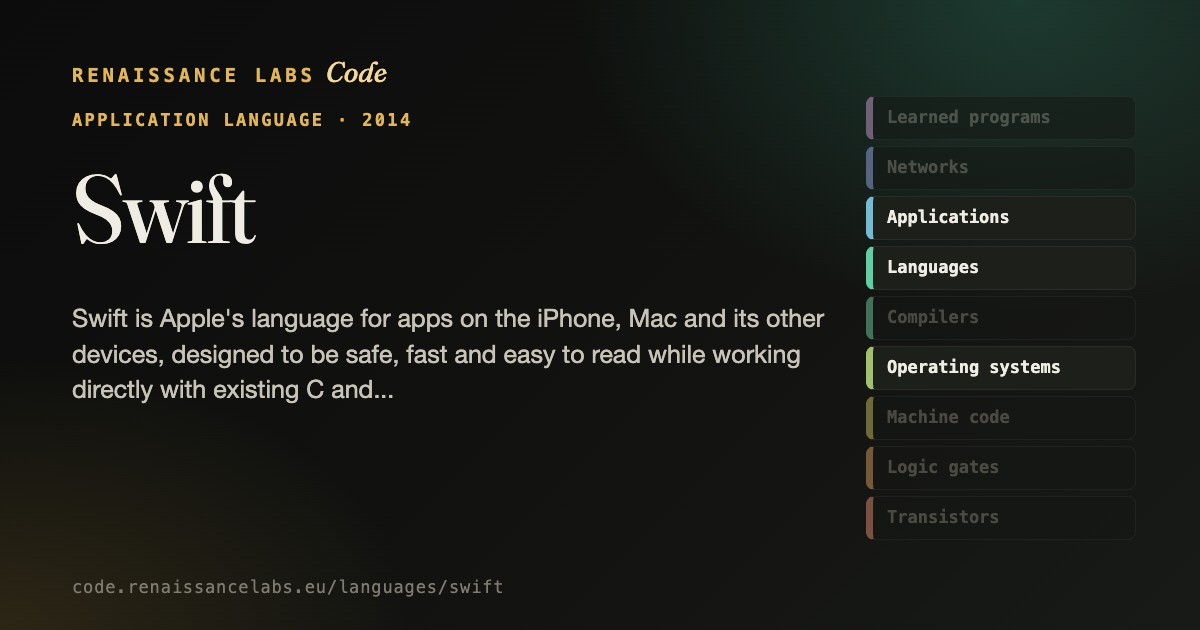 RENAISSANCE LABS Code
APPLICATION LANGUAGE · 2014
Swift
Swift is Apple's language for apps on the iPhone, Mac and its other
devices, designed to be safe, fast and easy to read while working
directly with existing C and...
Learned programs
Networks
Applications
Languages
Compilers
Operating systems
Machine code
Logic gates
Transistors
code.renaissancelabs.eu/languages/swift